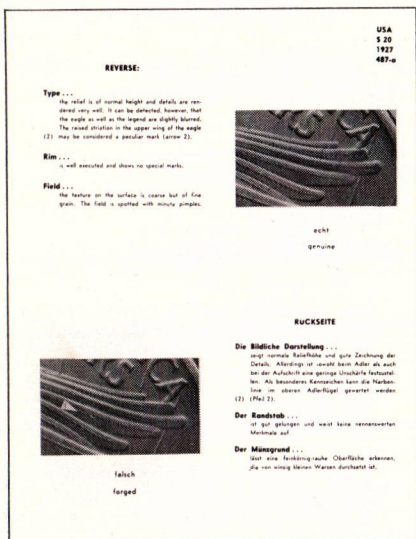 USA
$ 20
1927
487-a
REVERSE:
Type ...
the relief is of normal height and details are ren-
dered very well. It can be detected, however, that
the eagle as well as the legend are slightly blurred.
The raised striation in the upper wing of the eagle
(2) may be considered a peculiar mark (arrow 2).
Rim ...
is well executed and shows no special marks.
Field ...
the texture on the surface is coarse but of fine
grain. The field is spotted with minute pimples.
echt
genuine
falsch
forged
RÜCKSEITE
Die Bildliche Darstellung ...
zeigt normale Reliefhöhe und gute Zeichnung der
Details. Allerdings ist sowohl beim Adler als auch
bei der Aufschrift eine geringe Unschärfe festzustel-
len. Als besonderes Kennzeichen kann die Narben-
linie im oberen Adlerflügel gewertet werden
(2) (Pfeil 2).
Der Randstab ...
ist gut gelungen und weist keine nennenswerten
Merkmale auf.
Der Münzgrund ...
lässt eine feinkörnig-rauhe Oberfläche erkennen,
die von winzig kleinen Warzen durchsetzt ist.